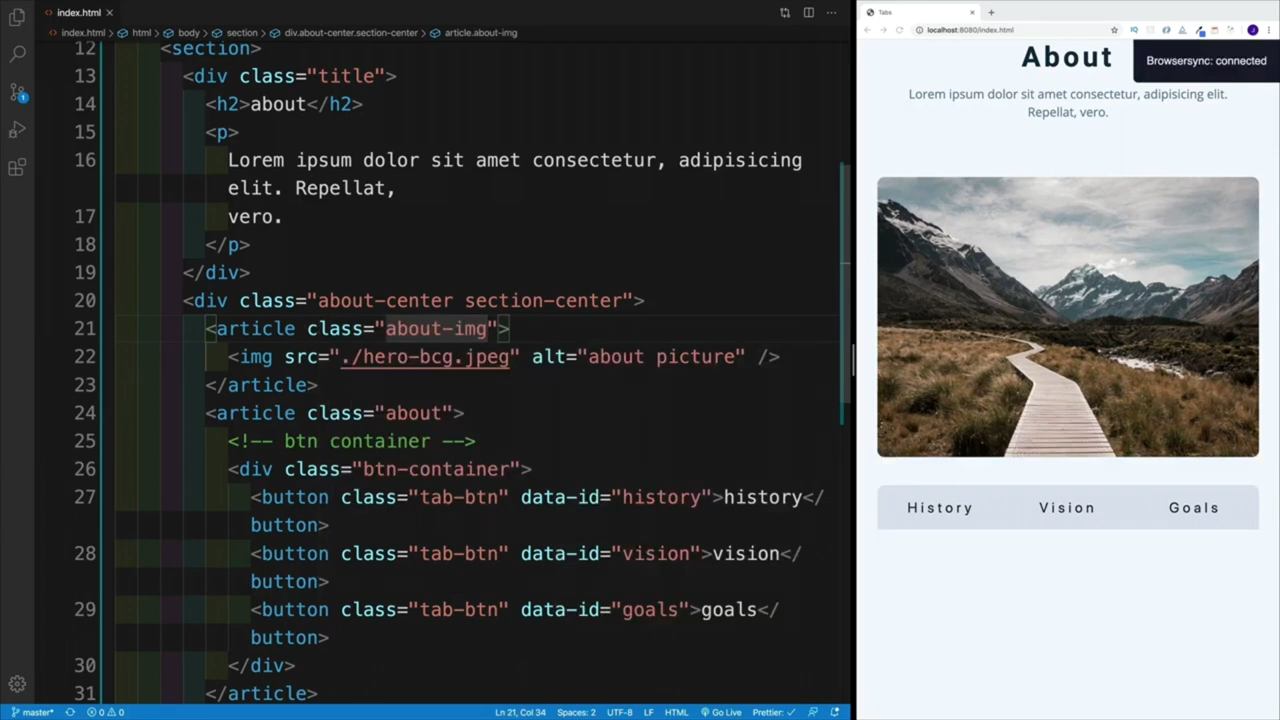 index.html
index.html > html > body > section > div.about-center.section-center > article.about-img
12 <section>
13 <div class="title">
14 <h2>about</h2>
15 <p>
16 Lorem ipsum dolor sit amet consectetur, adipisicing
elit. Repellat,
17 vero.
18 </p>
19 </div>
20 <div class="about-center section-center">
21 <article class="about-img">
22 <img src="./hero-bcg.jpeg" alt="about picture" />
23 </article>
24 <article class="about">
25 <!-- btn container -->
26 <div class="btn-container">
27 <button class="tab-btn" data-id="history">history</
button>
28 <button class="tab-btn" data-id="vision">vision</
button>
29 <button class="tab-btn" data-id="goals">goals</
button>
30 </div>
31 </article>
1
master* 0 0 Ln 21, Col 34 Spaces: 2 UTF-8 LF HTML Go Live Prettier: ✓
Tabs
localhost:8080/index.html
J
About
Browsersync: connected
Lorem ipsum dolor sit amet consectetur, adipisicing elit.
Repellat, vero.
History Vision Goals